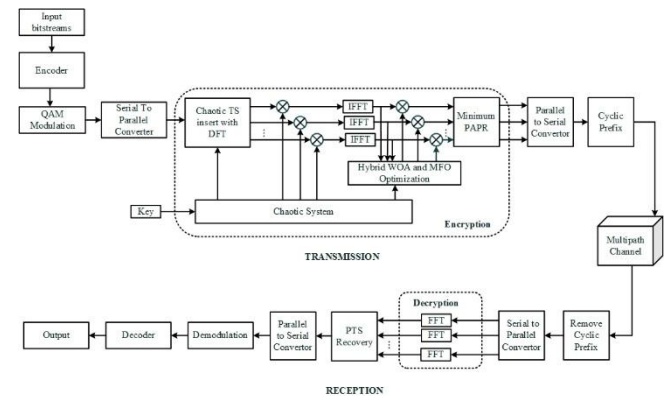 Input
bitstreams
Encoder
QAM
Modulation
Serial To
Parallel
Converter
Chaotic TS
insert with
DFT
IFFT
IFFT
IFFT
Hybrid WOA and MFO
Optimization
Minimum
PAPR
Parallel
to Serial
Convertor
Cyclic
Prefix
Key
Chaotic System
Encryption
TRANSMISSION
Multipath
Channel
Output
Decoder
Demodulation
Parallel
to Serial
Convertor
PTS
Recovery
Decryption
FFT
FFT
FFT
Serial to
Parallel
Convertor
Remove
Cyclic
Prefix
RECEPTION